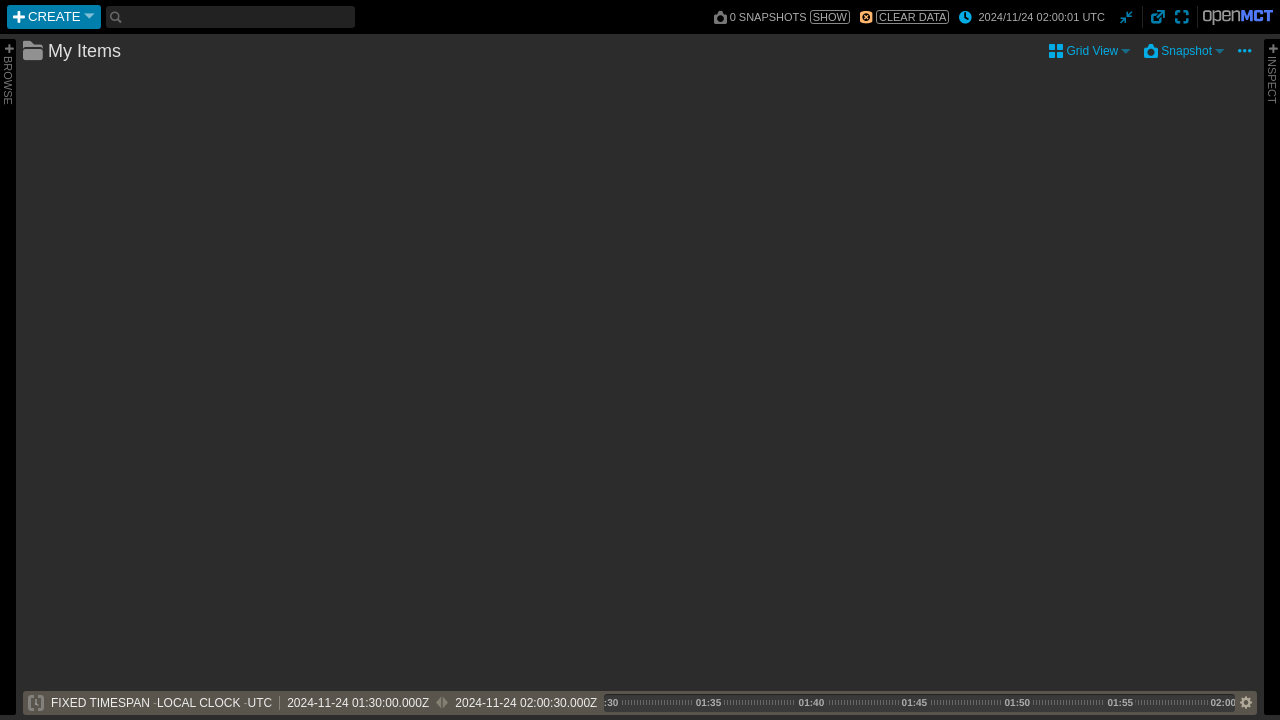 CREATE
0 SNAPSHOTS SHOW CLEAR DATA 2024/11/24 02:00:01 UTC openMCT
BROWSE
My Items Grid View Snapshot
INSPECT
FIXED TIMESPAN - LOCAL CLOCK - UTC 2024-11-24 01:30:00.000Z 2024-11-24 02:00:30.000Z :30 01:35 01:40 01:45 01:50 01:55 02:00